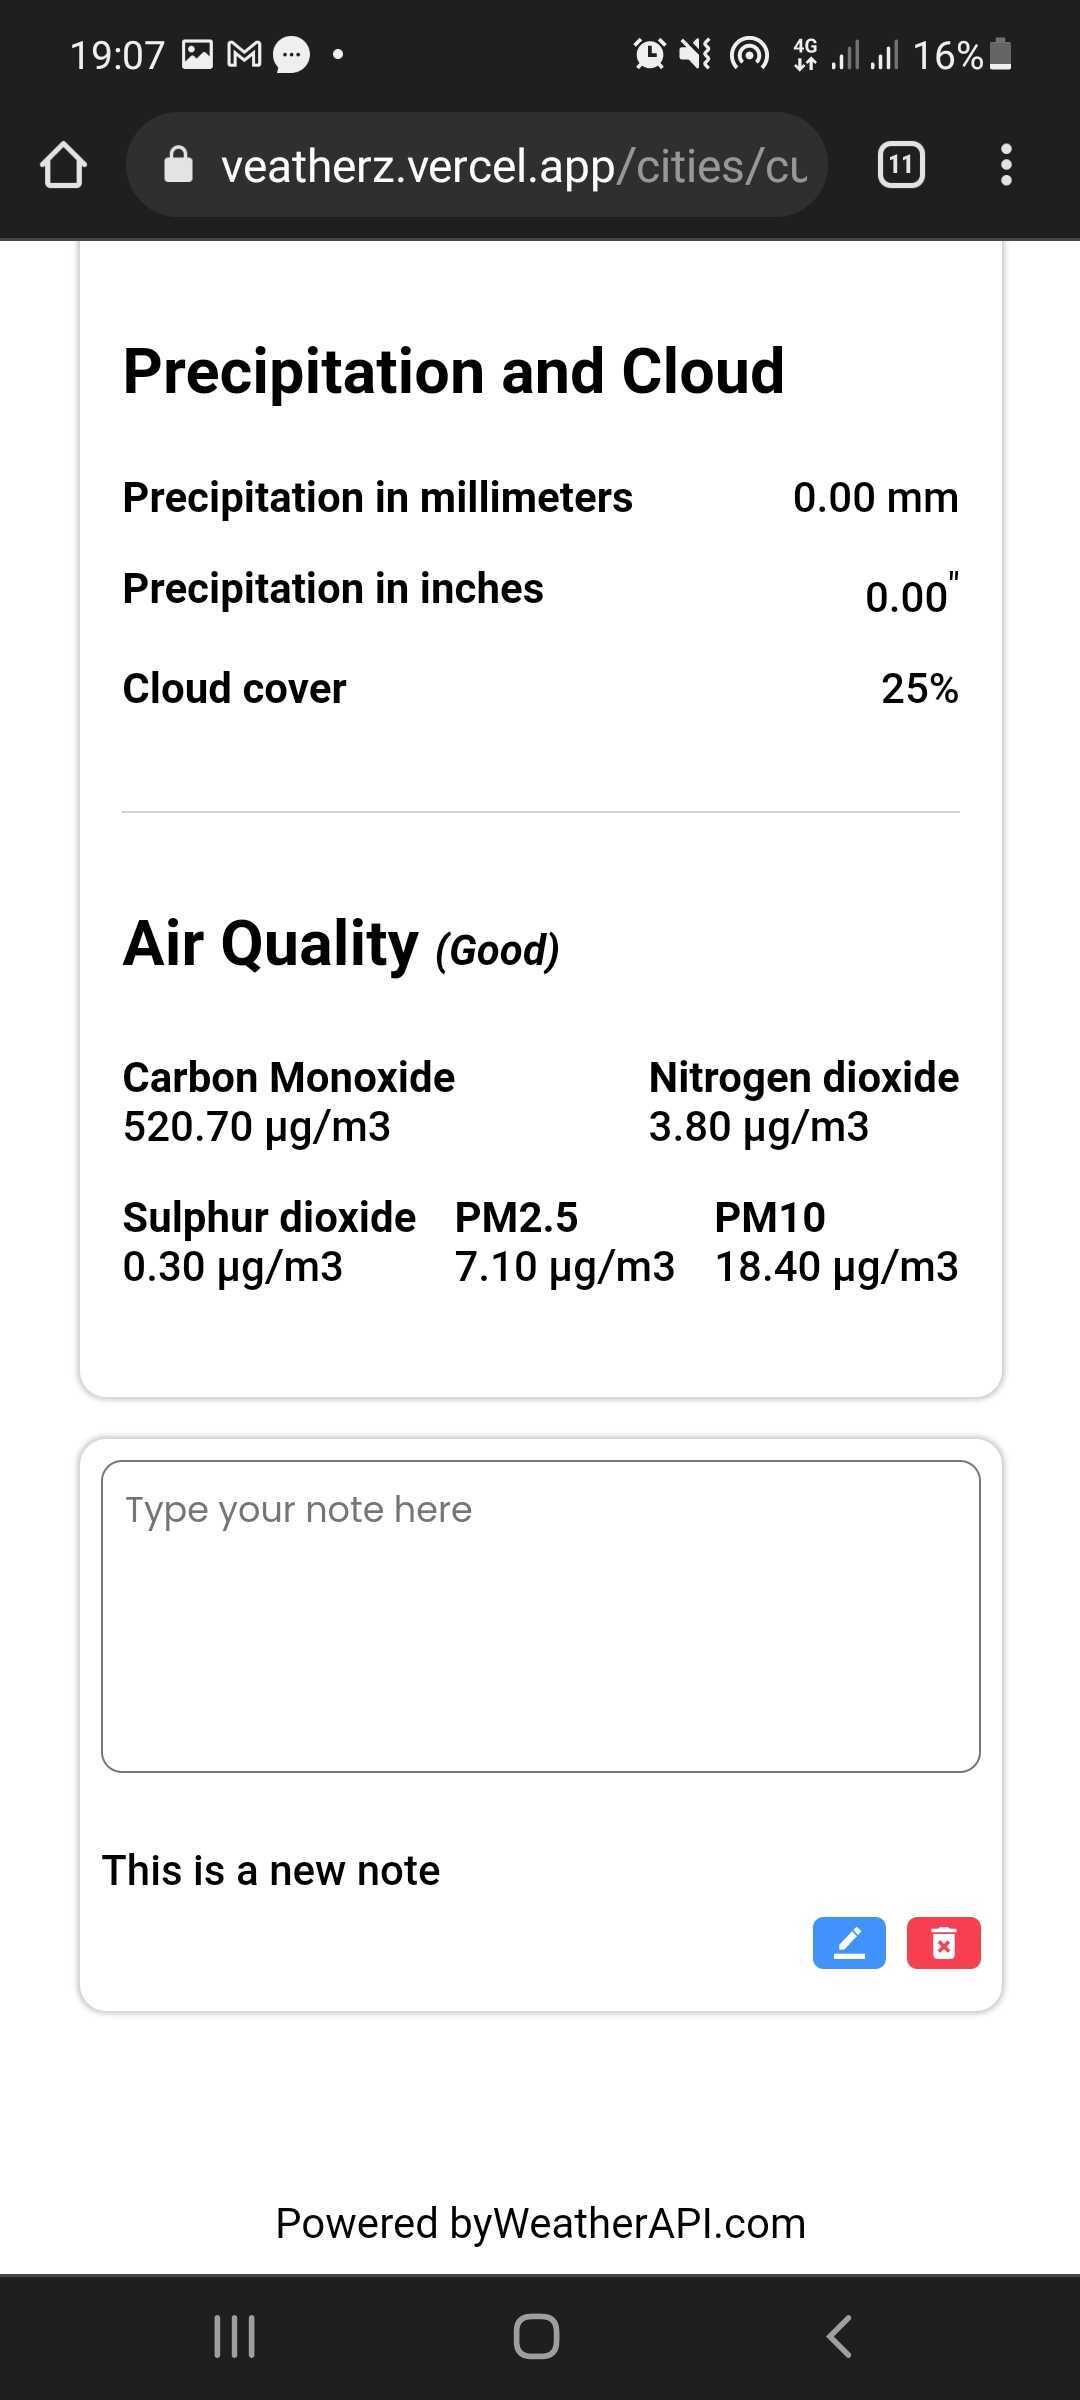 19:07
4G
16%
veatherz.vercel.app/cities/cu
11
Precipitation and Cloud
Precipitation in millimeters 0.00 mm
Precipitation in inches 0.00"
Cloud cover 25%
Air Quality (Good)
Carbon Monoxide Nitrogen dioxide
520.70 µg/m3 3.80 µg/m3
Sulphur dioxide PM2.5 PM10
0.30 µg/m3 7.10 µg/m3 18.40 µg/m3
Type your note here
This is a new note
Powered byWeatherAPI.com